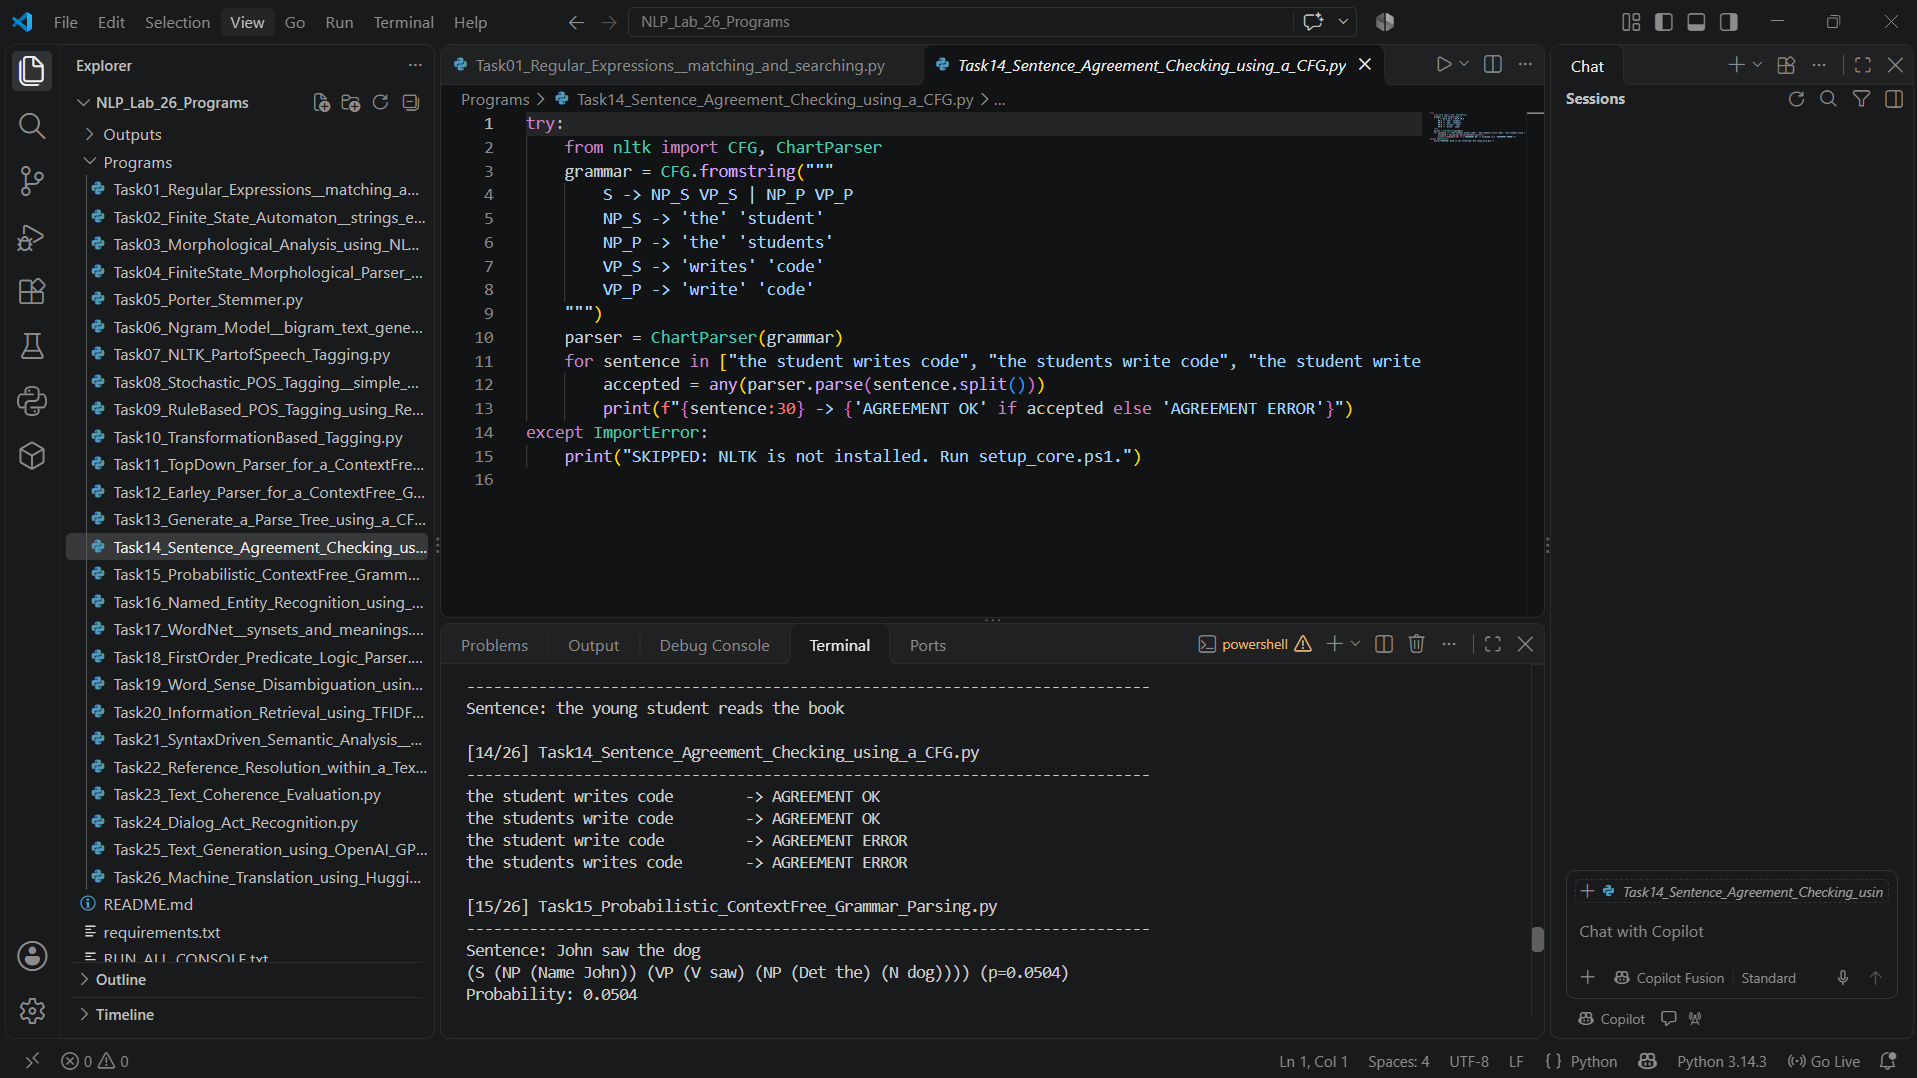 File Edit Selection View Go Run Terminal Help
NLP_Lab_26_Programs
Explorer
NLP_Lab_26_Programs
Outputs
Programs
Task01_Regular_Expressions__matching_a...
Task02_Finite_State_Automaton__strings_e...
Task03_Morphological_Analysis_using_NL...
Task04_FiniteState_Morphological_Parser_...
Task05_Porter_Stemmer.py
Task06_Ngram_Model__bigram_text_gene...
Task07_NLTK_PartofSpeech_Tagging.py
Task08_Stochastic_POS_Tagging__simple_...
Task09_RuleBased_POS_Tagging_using_Re...
Task10_TransformationBased_Tagging.py
Task11_TopDown_Parser_for_a_ContextFre...
Task12_Earley_Parser_for_a_ContextFree_G...
Task13_Generate_a_Parse_Tree_using_a_CF...
Task14_Sentence_Agreement_Checking_us...
Task15_Probabilistic_ContextFree_Gramm...
Task16_Named_Entity_Recognition_using_...
Task17_WordNet__synsets_and_meanings....
Task18_FirstOrder_Predicate_Logic_Parser....
Task19_Word_Sense_Disambiguation_usin...
Task20_Information_Retrieval_using_TFIDF...
Task21_SyntaxDriven_Semantic_Analysis__...
Task22_Reference_Resolution_within_a_Tex...
Task23_Text_Coherence_Evaluation.py
Task24_Dialog_Act_Recognition.py
Task25_Text_Generation_using_OpenAI_GP...
Task26_Machine_Translation_using_Huggi...
README.md
requirements.txt
RUN_ALL_CONSOLE.txt
Outline
Timeline
Task01_Regular_Expressions__matching_and_searching.py
Task14_Sentence_Agreement_Checking_using_a_CFG.py
Programs > Task14_Sentence_Agreement_Checking_using_a_CFG.py > ...
1 try:
2 from nltk import CFG, ChartParser
3 grammar = CFG.fromstring("""
4 S -> NP_S VP_S | NP_P VP_P
5 NP_S -> 'the' 'student'
6 NP_P -> 'the' 'students'
7 VP_S -> 'writes' 'code'
8 VP_P -> 'write' 'code'
9 """)
10 parser = ChartParser(grammar)
11 for sentence in ["the student writes code", "the students write code", "the student write
12 accepted = any(parser.parse(sentence.split()))
13 print(f"{sentence:30} -> {'AGREEMENT OK' if accepted else 'AGREEMENT ERROR'}")
14 except ImportError:
15 print("SKIPPED: NLTK is not installed. Run setup_core.ps1.")
16
Problems Output Debug Console Terminal Ports
powershell
---------------------------------------------------------------------------
Sentence: the young student reads the book
[14/26] Task14_Sentence_Agreement_Checking_using_a_CFG.py
---------------------------------------------------------------------------
the student writes code -> AGREEMENT OK
the students write code -> AGREEMENT OK
the student write code -> AGREEMENT ERROR
the students writes code -> AGREEMENT ERROR
[15/26] Task15_Probabilistic_ContextFree_Grammar_Parsing.py
---------------------------------------------------------------------------
Sentence: John saw the dog
(S (NP (Name John)) (VP (V saw) (NP (Det the) (N dog)))) (p=0.0504)
Probability: 0.0504
Chat
Sessions
Task14_Sentence_Agreement_Checking_usin
Chat with Copilot
Copilot Fusion Standard
Copilot
0 0
Ln 1, Col 1 Spaces: 4 UTF-8 LF { } Python Python 3.14.3 Go Live